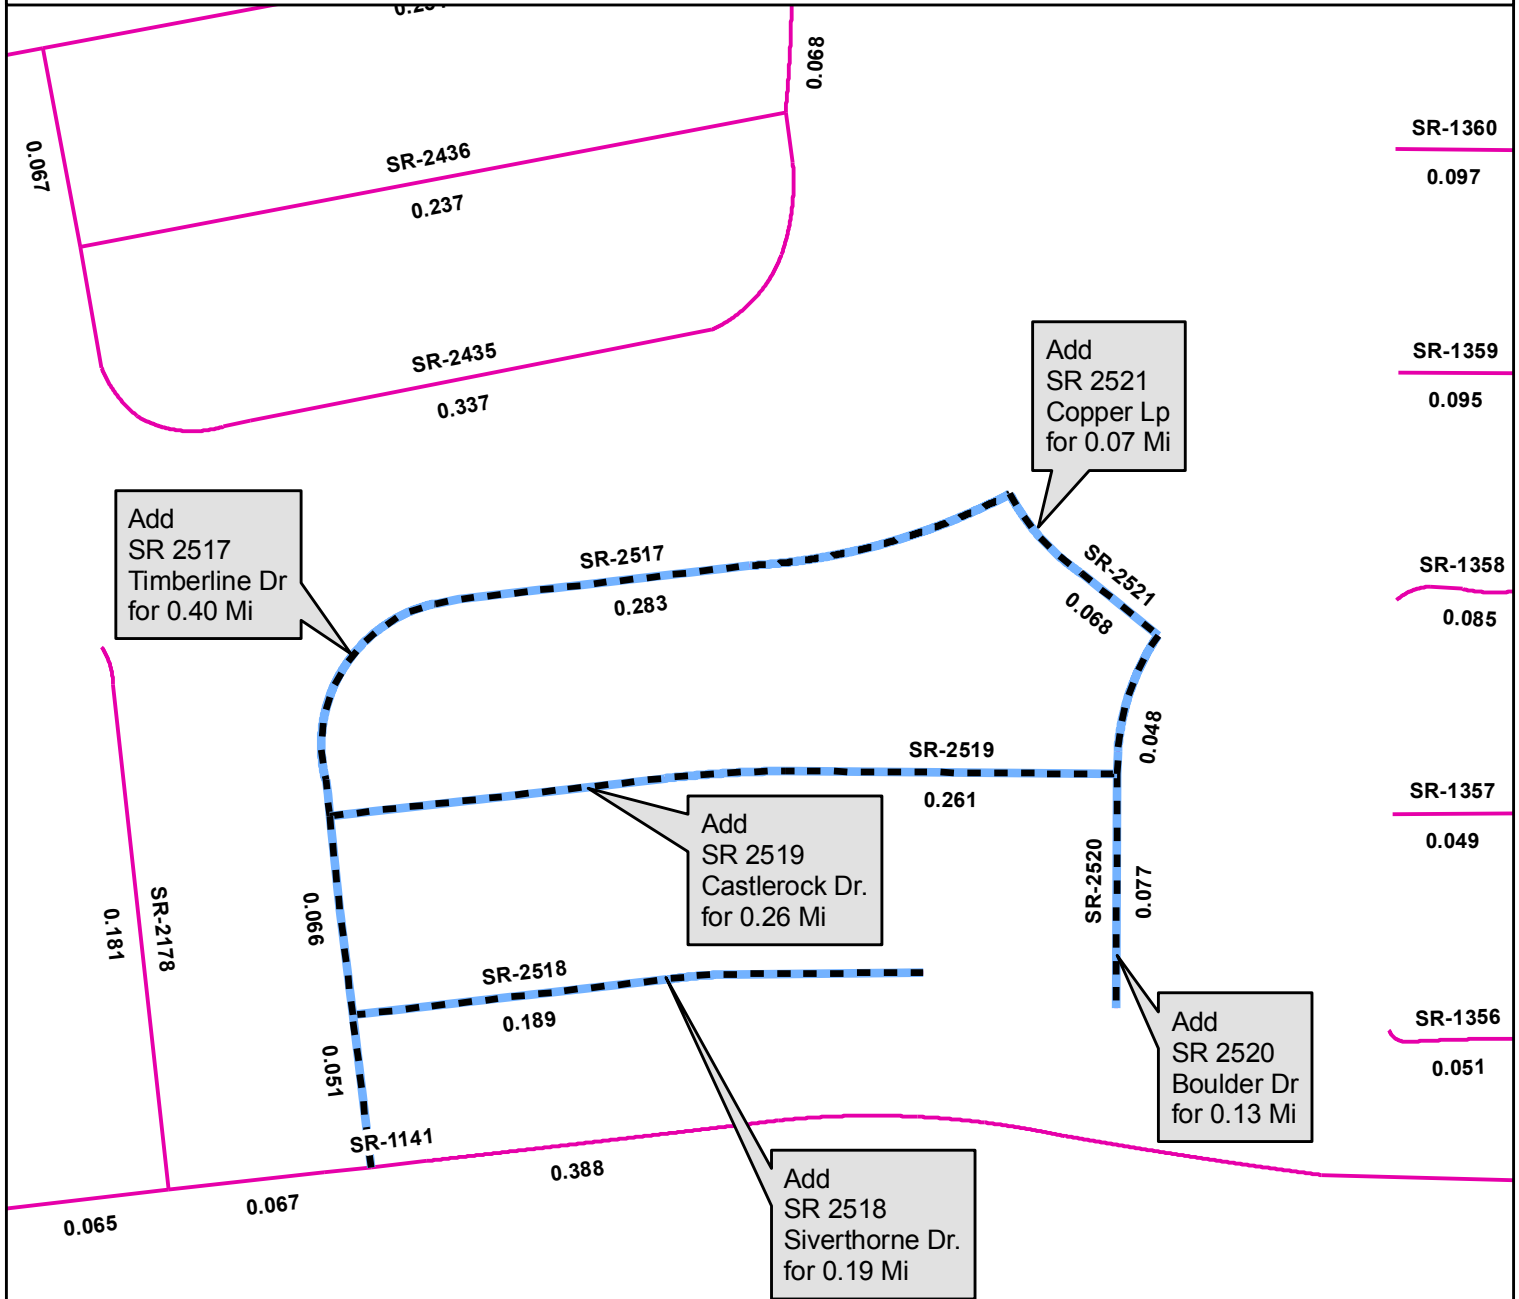 0.068
SR-1360
0.097
0.067
SR-2436
0.237
SR-2435
0.337
SR-1359
0.095
Add
SR 2521
Copper Lp
for 0.07 Mi
Add
SR 2517
Timberline Dr
for 0.40 Mi
SR-2517
0.283
SR-2521
0.068
SR-1358
0.085
0.048
SR-2519
0.261
SR-1357
0.049
Add
SR 2519
Castlerock Dr.
for 0.26 Mi
SR-2520
0.077
0.066
SR-2178
0.181
SR-2518
0.189
0.051
Add
SR 2520
Boulder Dr
for 0.13 Mi
SR-1356
0.051
SR-1141
0.388
0.067
0.065
Add
SR 2518
Siverthorne Dr.
for 0.19 Mi